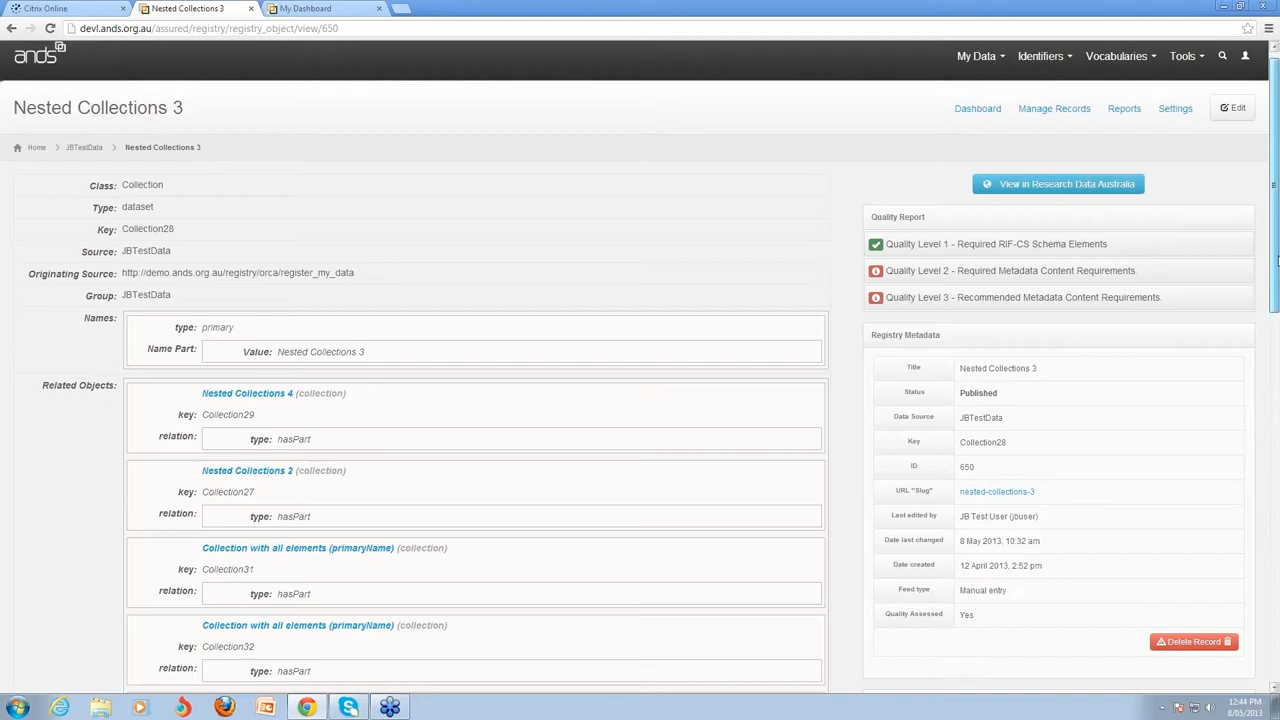 Citrix Online
Nested Collections 3
My Dashboard
devl.ands.org.au/assured/registry/registry_object/view/650
ands
My Data
Identifiers
Vocabularies
Tools
Nested Collections 3
Dashboard
Manage Records
Reports
Settings
Edit
Home
JBTestData
Nested Collections 3
Class: Collection
Type: dataset
Key: Collection28
Source: JBTestData
Originating Source: http://demo.ands.org.au/registry/orca/register_my_data
Group: JBTestData
Names:
type: primary
Name Part: Value: Nested Collections 3
Related Objects:
Nested Collections 4 (collection)
key: Collection29
relation: type: hasPart
Nested Collections 2 (collection)
key: Collection27
relation: type: hasPart
Collection with all elements (primaryName) (collection)
key: Collection31
relation: type: hasPart
Collection with all elements (primaryName) (collection)
key: Collection32
relation: type: hasPart
View in Research Data Australia
Quality Report
Quality Level 1 - Required RIF-CS Schema Elements
Quality Level 2 - Required Metadata Content Requirements.
Quality Level 3 - Recommended Metadata Content Requirements.
Registry Metadata
Title Nested Collections 3
Status Published
Data Source JBTestData
Key Collection28
ID 650
URL "Slug" nested-collections-3
Last edited by JB Test User (jbuser)
Date last changed 8 May 2013, 10:32 am
Date created 12 April 2013, 2:52 pm
Feed type Manual entry
Quality Assessed Yes
Delete Record
12:44 PM
8/05/2013